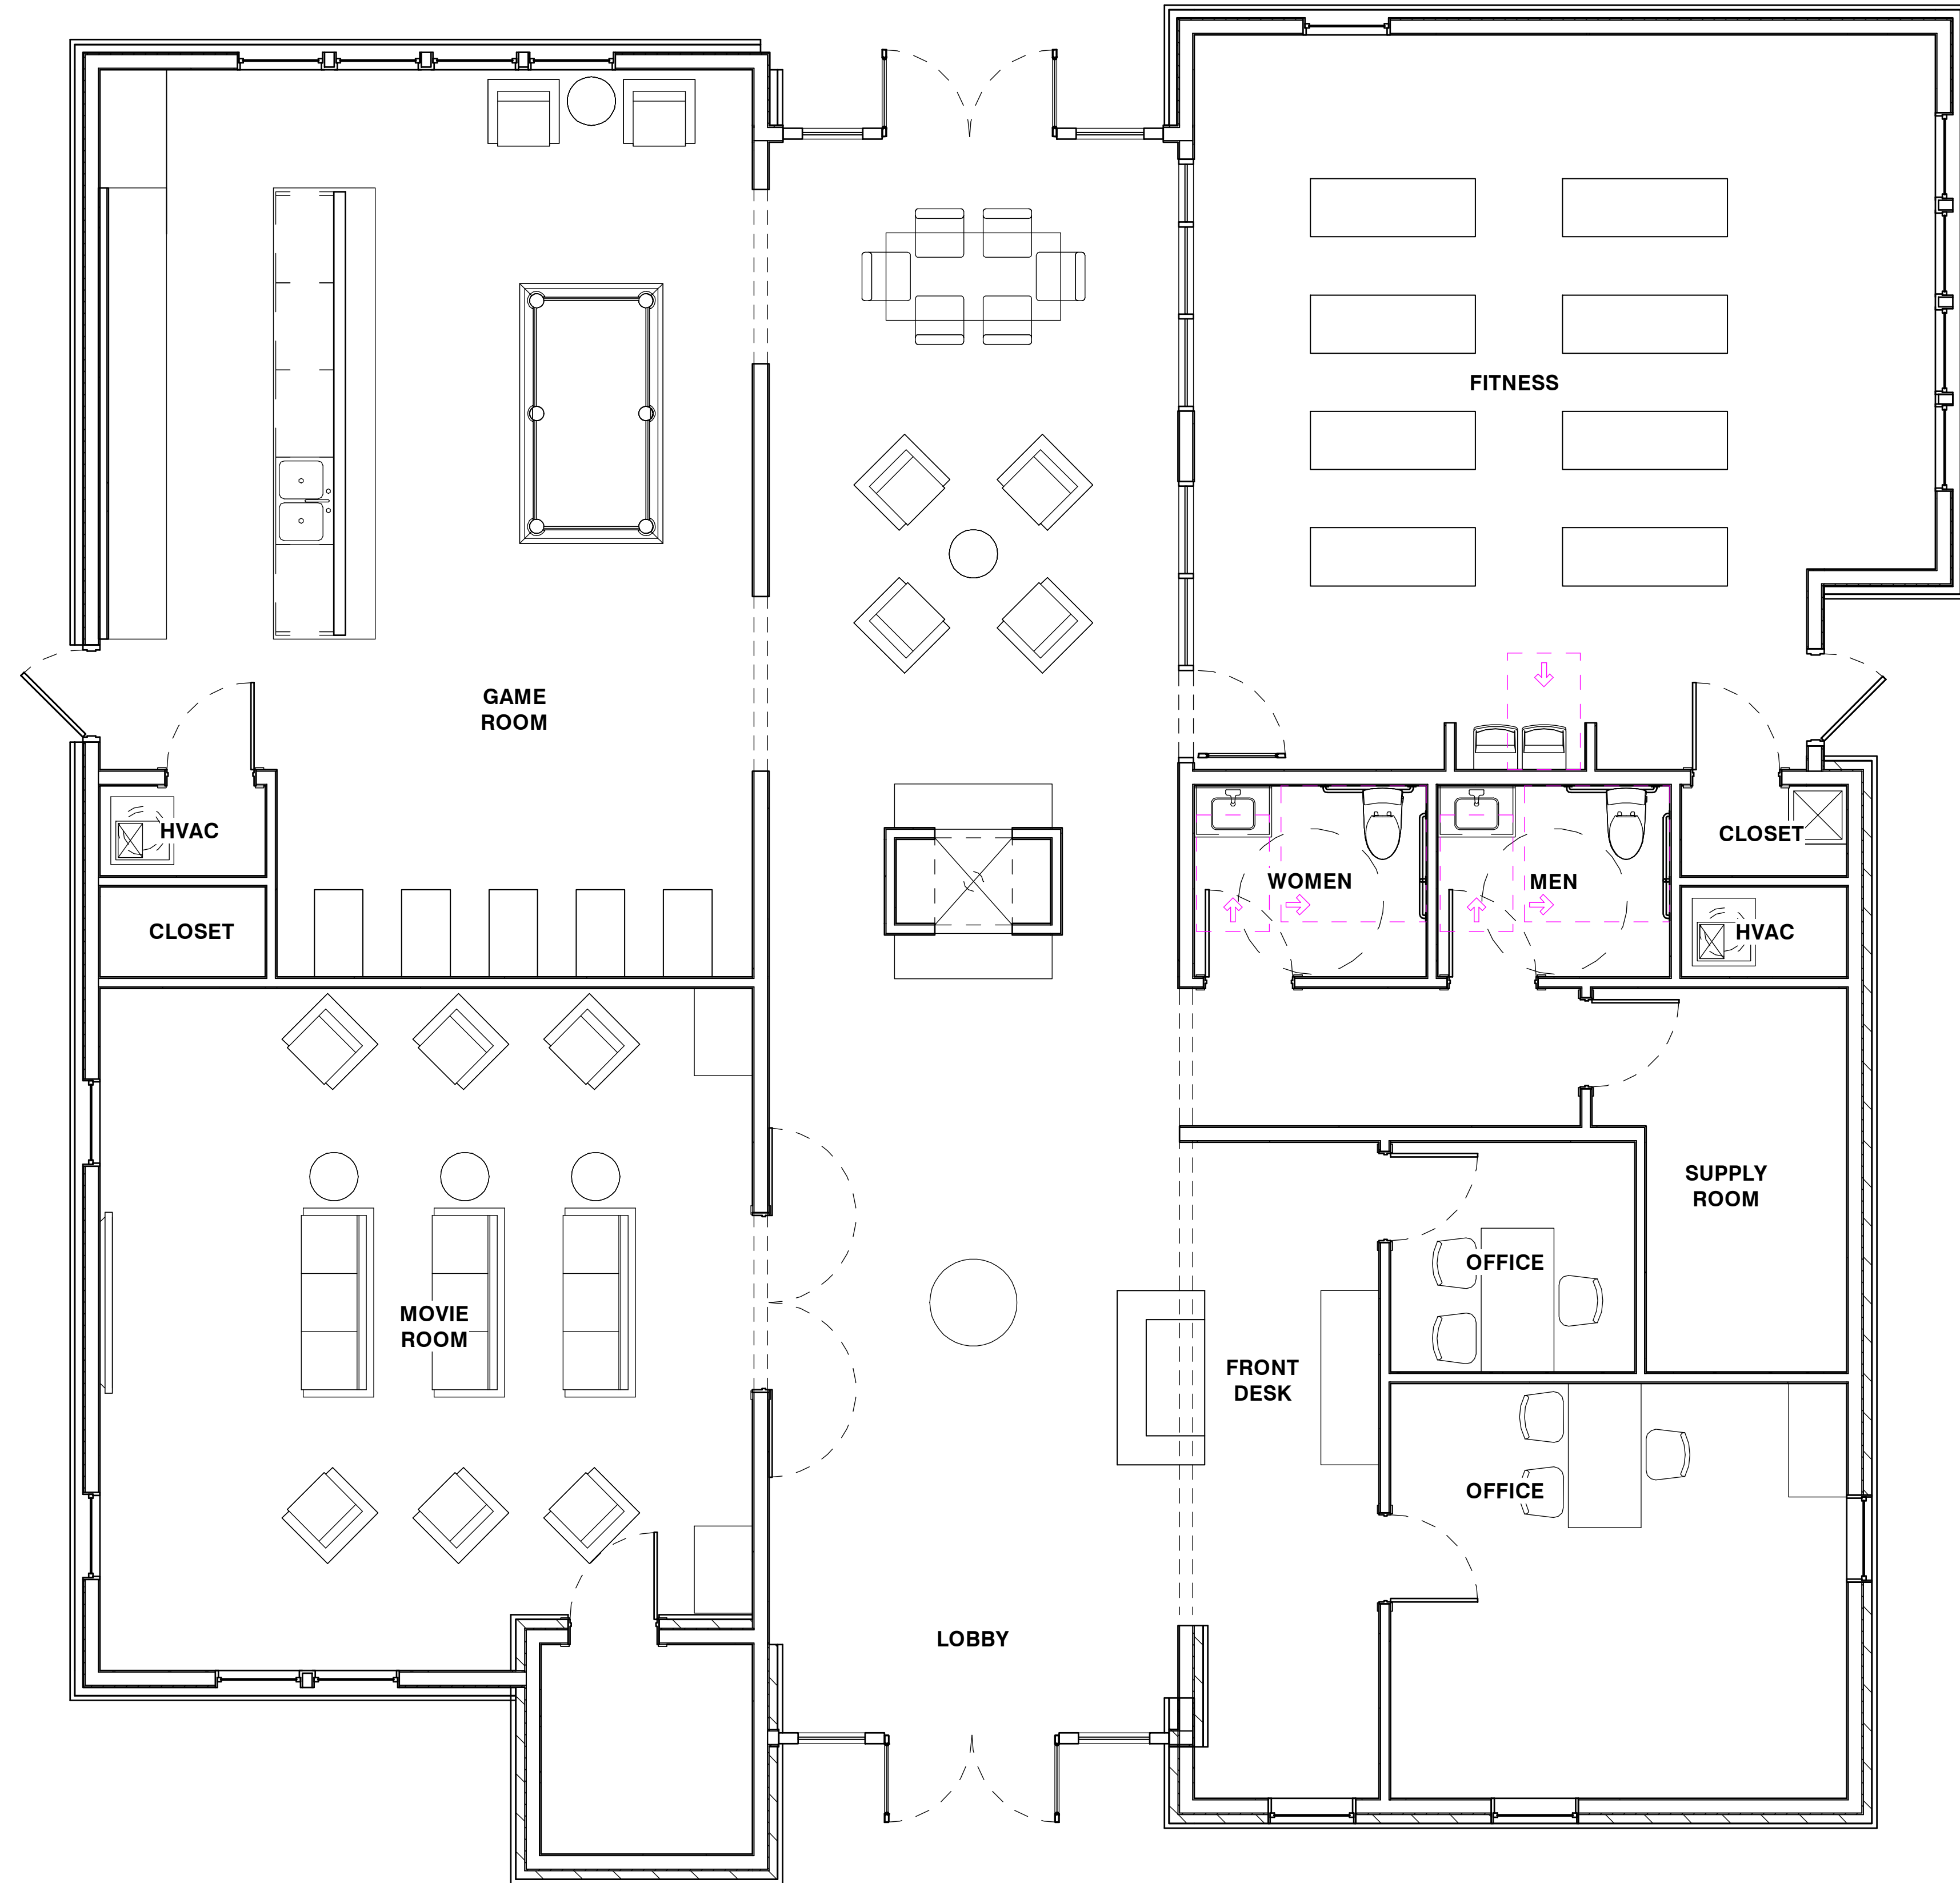 FITNESS
GAME
ROOM
HVAC
CLOSET
WOMEN
MEN
CLOSET
HVAC
SUPPLY
ROOM
OFFICE
MOVIE
ROOM
FRONT
DESK
OFFICE
LOBBY